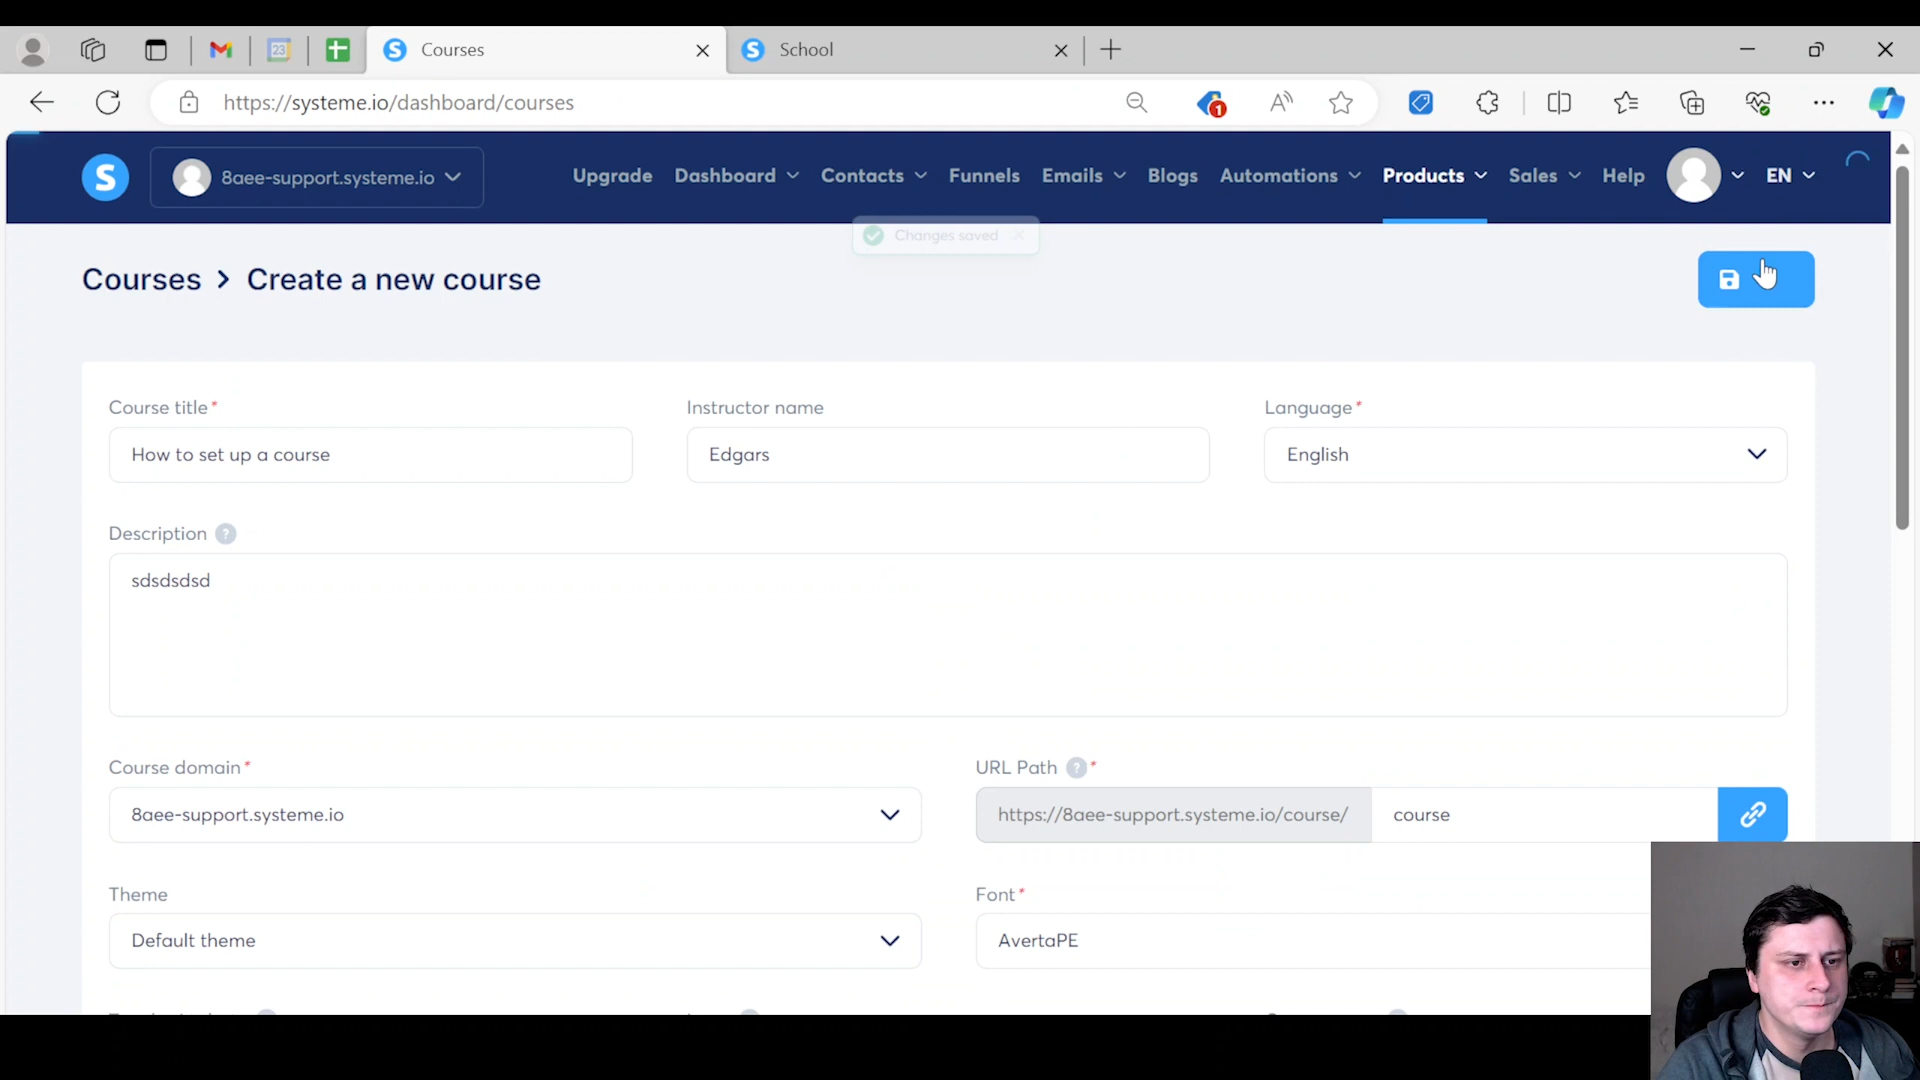 Courses
School
https://systeme.io/dashboard/courses
1
23
S
8aee-support.systeme.io
Upgrade Dashboard Contacts Funnels Emails Blogs Automations Products Sales Help EN
Changes saved
Courses > Create a new course
Course title* Instructor name Language*
How to set up a course Edgars English
Description ?
sdsdsdsd
Course domain* URL Path ? *
8aee-support.systeme.io https://8aee-support.systeme.io/course/ course
Theme Font*
Default theme AvertaPE